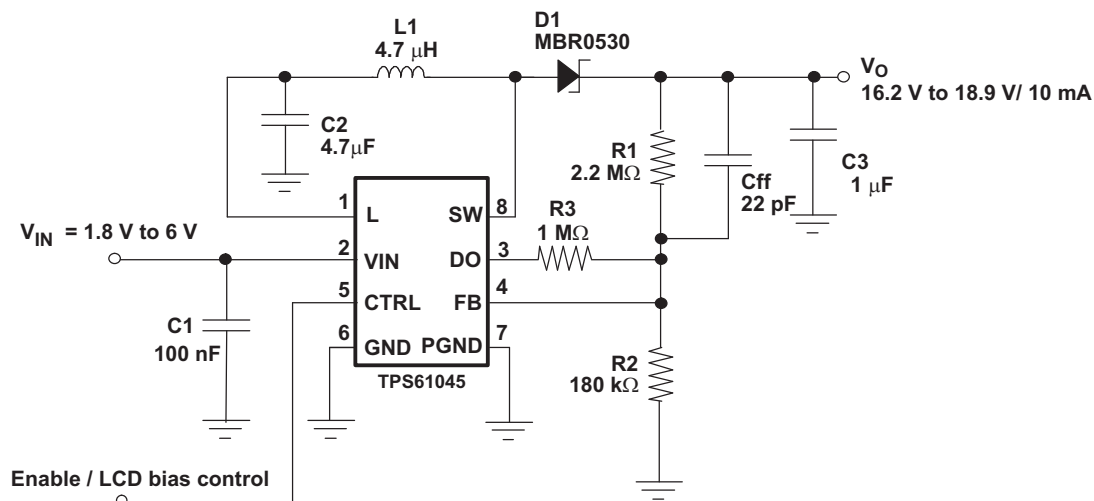 D1
MBR0530
L1
4.7 μH
VO
16.2 V to 18.9 V/ 10 mA
C2
4.7μF
R1
2.2 MΩ
C3
1 μF
Cff
22 pF
1
L
SW
8
R3
1 MΩ
VIN = 1.8 V to 6 V
2
VIN
DO
3
5
CTRL
FB
4
C1
100 nF
6
GND
PGND
7
TPS61045
R2
180 kΩ
Enable / LCD bias control